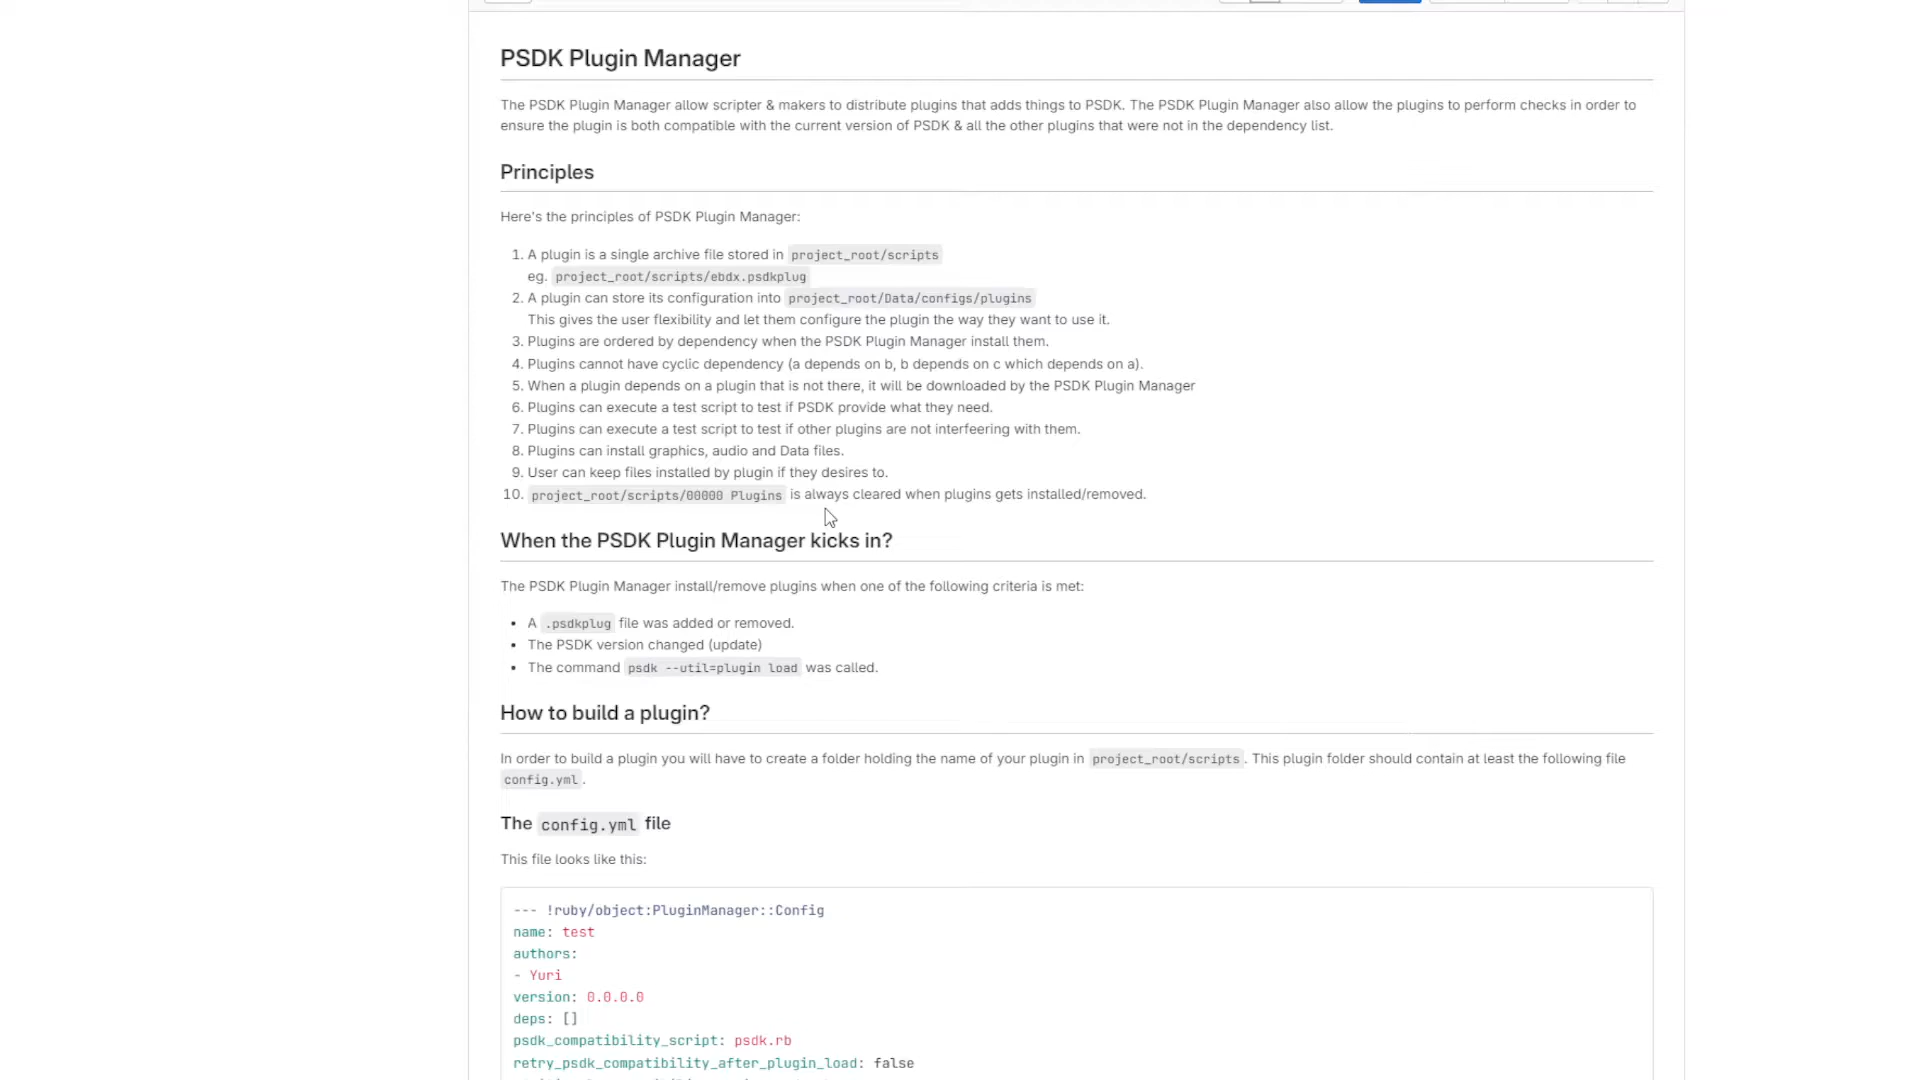 PSDK Plugin Manager
The PSDK Plugin Manager allow scripter & makers to distribute plugins that adds things to PSDK. The PSDK Plugin Manager also allow the plugins to perform checks in order to
ensure the plugin is both compatible with the current version of PSDK & all the other plugins that were not in the dependency list.
Principles
Here's the principles of PSDK Plugin Manager:
1. A plugin is a single archive file stored in project_root/scripts
eg. project_root/scripts/ebdx.psdkplug
2. A plugin can store its configuration into project_root/Data/configs/plugins
This gives the user flexibility and let them configure the plugin the way they want to use it.
3. Plugins are ordered by dependency when the PSDK Plugin Manager install them.
4. Plugins cannot have cyclic dependency (a depends on b, b depends on c which depends on a).
5. When a plugin depends on a plugin that is not there, it will be downloaded by the PSDK Plugin Manager
6. Plugins can execute a test script to test if PSDK provide what they need.
7. Plugins can execute a test script to test if other plugins are not interfeering with them.
8. Plugins can install graphics, audio and Data files.
9. User can keep files installed by plugin if they desires to.
10. project_root/scripts/00000 Plugins is always cleared when plugins gets installed/removed.
When the PSDK Plugin Manager kicks in?
The PSDK Plugin Manager install/remove plugins when one of the following criteria is met:
• A .psdkplug file was added or removed.
• The PSDK version changed (update)
• The command psdk --util=plugin load was called.
How to build a plugin?
In order to build a plugin you will have to create a folder holding the name of your plugin in project_root/scripts. This plugin folder should contain at least the following file
config.yml.
The config.yml file
This file looks like this:
--- !ruby/object:PluginManager::Config
name: test
authors:
- Yuri
version: 0.0.0.0
deps: []
psdk_compatibility_script: psdk.rb
retry_psdk_compatibility_after_plugin_load: false